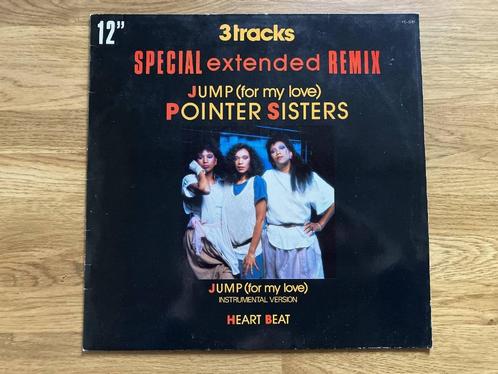 12”
3 tracks
SPECIAL extended REMIX
JUMP (for my love)
POINTER SISTERS
JUMP (for my love)
INSTRUMENTAL VERSION
HEART BEAT